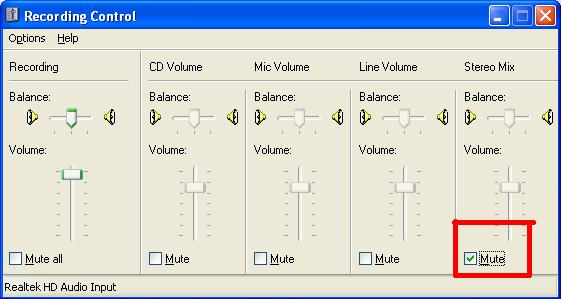 Recording Control
Options Help
Recording CD Volume Mic Volume Line Volume Stereo Mix
Balance: Balance: Balance: Balance: Balance:
Volume: Volume: Volume: Volume: Volume:
Mute all Mute Mute Mute Mute
Realtek HD Audio Input